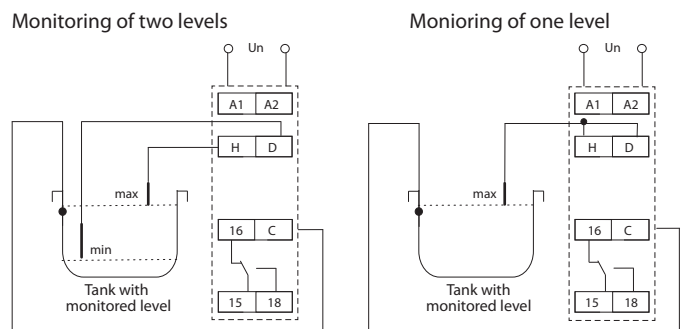 Monitoring of two levels
Un
A1 A2
H D
max
min
16 C
15 18
Tank with
monitored level
Monioring of one level
Un
A1 A2
H D
max
16 C
15 18
Tank with
monitored level